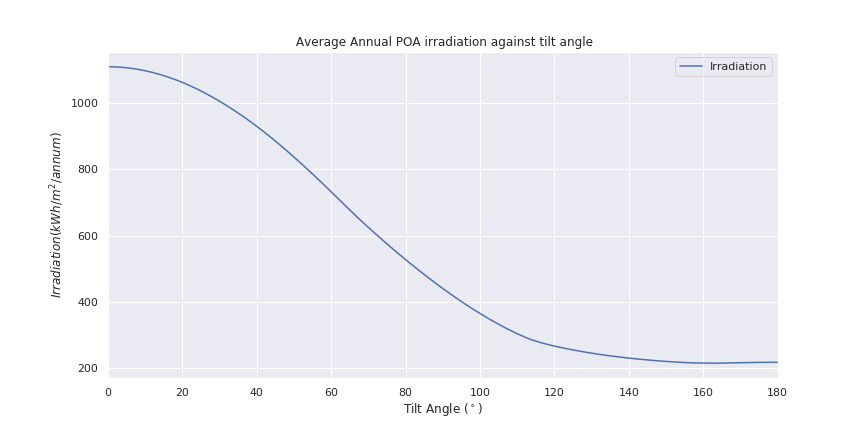 Average Annual POA irradiation against tilt angle
Irradiation
1000
800
600
400
200
Irradiation(kWh/m²/annum)
0 20 40 60 80 100 120 140 160 180
Tilt Angle (°)